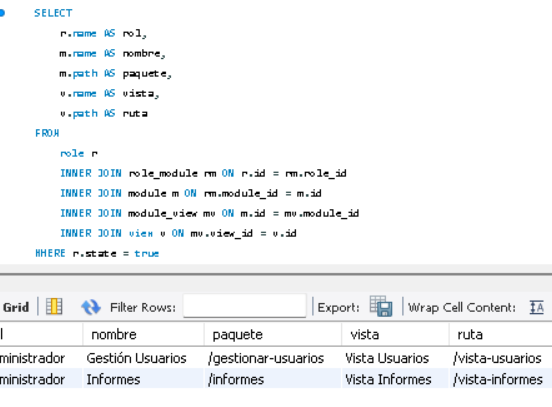 SELECT
r.name AS rol,
m.name AS nombre,
m.path AS paquete,
v.name AS vista,
v.path AS ruta
FROM
role r
INNER JOIN role_module rm ON r.id = rm.role_id
INNER JOIN module m ON rm.module_id = m.id
INNER JOIN module_view mv ON m.id = mv.module_id
INNER JOIN view v ON mv.view_id = v.id
WHERE r.state = true
Grid Filter Rows: Export: Wrap Cell Content:
l nombre paquete vista ruta
ministrador Gestión Usuarios /gestionar-usuarios Vista Usuarios /vista-usuarios
ministrador Informes /informes Vista Informes /vista-informes